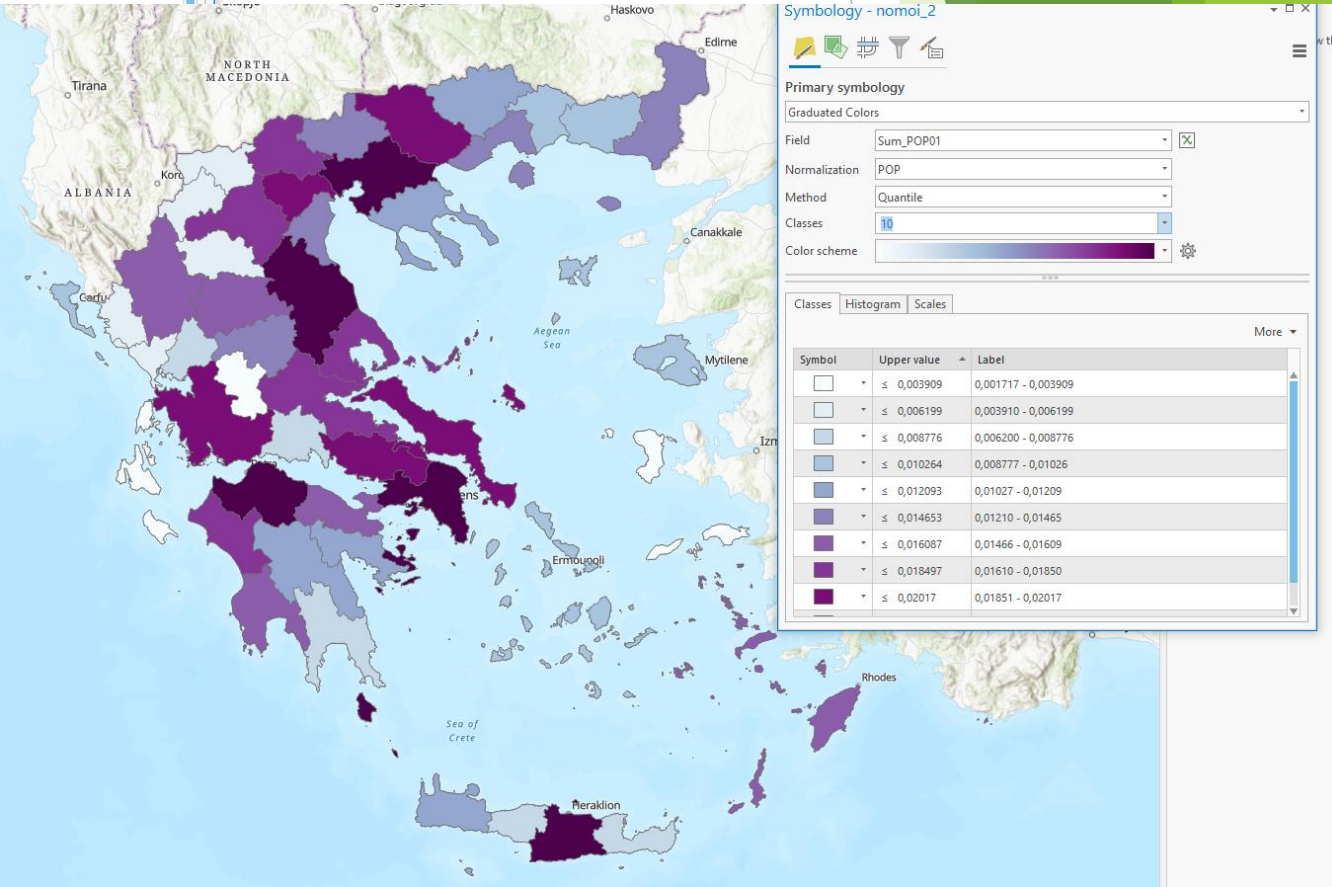 Haskovo
Edirne
NORTH
MACEDONIA
Tirana
ALBANIA
Corfu
Canakkale
Aegean
Sea
Mytilene
Ermoupoli
Rhodes
Sea of
Crete
Heraklion
Symbology - nomoi_2
Primary symbology
Graduated Colors
Field
Sum_POP01
Normalization
POP
Method
Quantile
Classes
10
Color scheme
Classes Histogram Scales
More
Symbol Upper value Label
≤ 0,003909 0,001717 - 0,003909
≤ 0,006199 0,003910 - 0,006199
≤ 0,008776 0,006200 - 0,008776
≤ 0,010264 0,008777 - 0,01026
≤ 0,012093 0,01027 - 0,01209
≤ 0,014653 0,01210 - 0,01465
≤ 0,016087 0,01466 - 0,01609
≤ 0,018497 0,01610 - 0,01850
≤ 0,02017 0,01851 - 0,02017